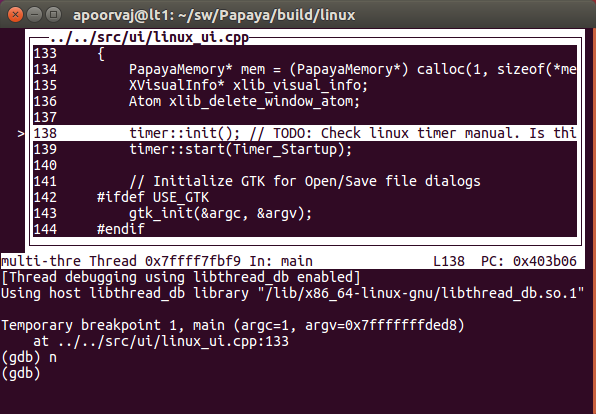 apoorvaj@lt1: ~/sw/Papaya/build/linux
../../src/ui/linux_ui.cpp
133     {
134         PapayaMemory* mem = (PapayaMemory*) calloc(1, sizeof(*me
135         XVisualInfo* xlib_visual_info;
136         Atom xlib_delete_window_atom;
137
>138         timer::init(); // TODO: Check linux timer manual. Is thi
139         timer::start(Timer_Startup);
140
141         // Initialize GTK for Open/Save file dialogs
142     #ifdef USE_GTK
143         gtk_init(&argc, &argv);
144     #endif
multi-thre Thread 0x7ffff7fbf9 In: main               L138  PC: 0x403b06
[Thread debugging using libthread_db enabled]
Using host libthread_db library "/lib/x86_64-linux-gnu/libthread_db.so.1"
Temporary breakpoint 1, main (argc=1, argv=0x7fffffffded8)
    at ../../src/ui/linux_ui.cpp:133
(gdb) n
(gdb)